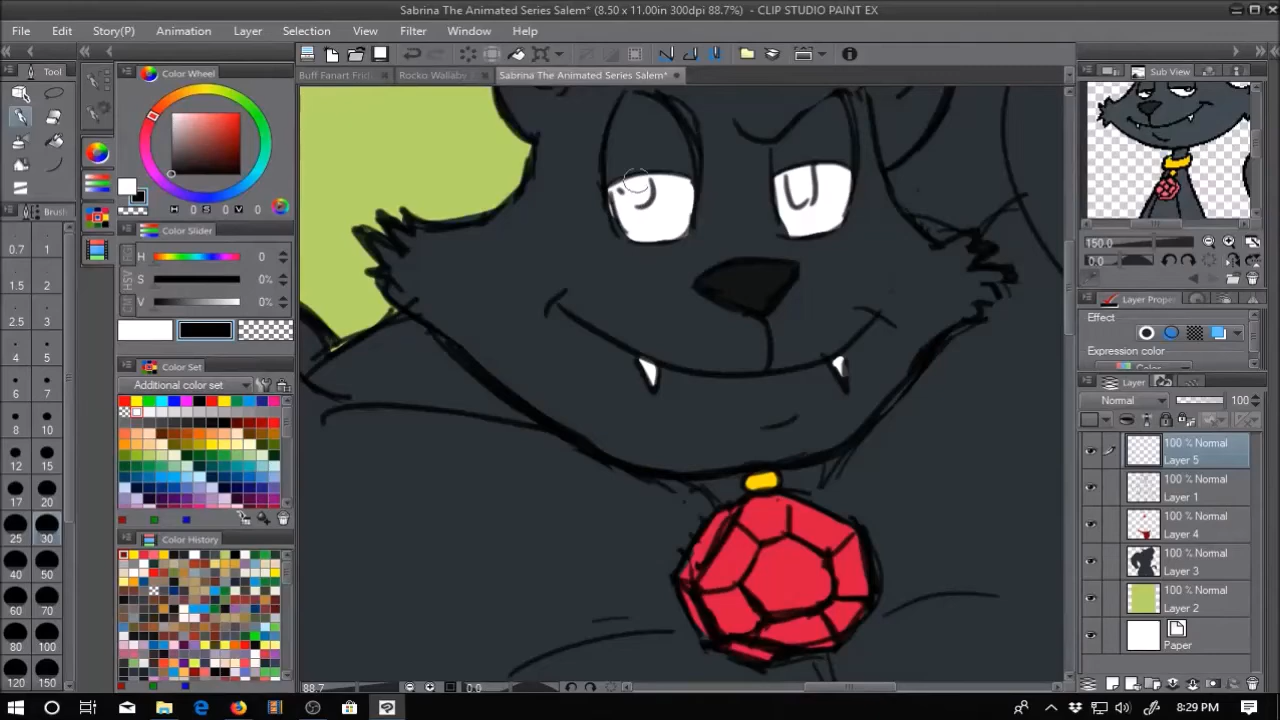 Sabrina The Animated Series Salem* (8.50 x 11.00in 300dpi 88.7%)  - CLIP STUDIO PAINT EX
File Edit Story(P) Animation Layer Selection View Filter Window Help
Tool
Color Wheel
Buff Fanart Frid
Rocko Wallaby
Sabrina The Animated Series Salem*
Sub View
H 0 S 0 V 0
Brush
Color Slider
H 0
S 0%
V 0%
0.7 1
1.5 2
2.5 3
4 5
6 7
8 10
12 15
17 20
25 30
40 50
60 70
80 100
120 150
Color Set
Additional color set
Color History
150.0
0.0
Layer Proper
Effect
Expression color
Color
Layer
Normal 100
100 % Normal
Layer 5
100 % Normal
Layer 1
100 % Normal
Layer 4
100 % Normal
Layer 3
100 % Normal
Layer 2
Paper
88.7 0.0
8:29 PM